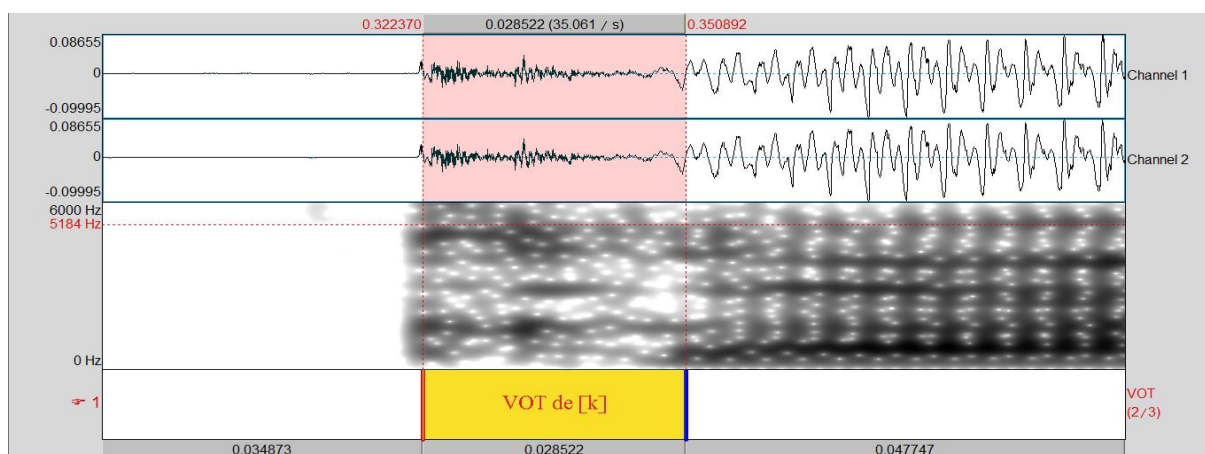 0.322370 0.028522 (35.061 / s) 0.350892
0.08655
0
-0.09995
Channel 1
0.08655
0
-0.09995
Channel 2
6000 Hz
5184 Hz
0 Hz
☞ 1
VOT de [k]
VOT
(2/3)
0.034873 0.028522 0.047747